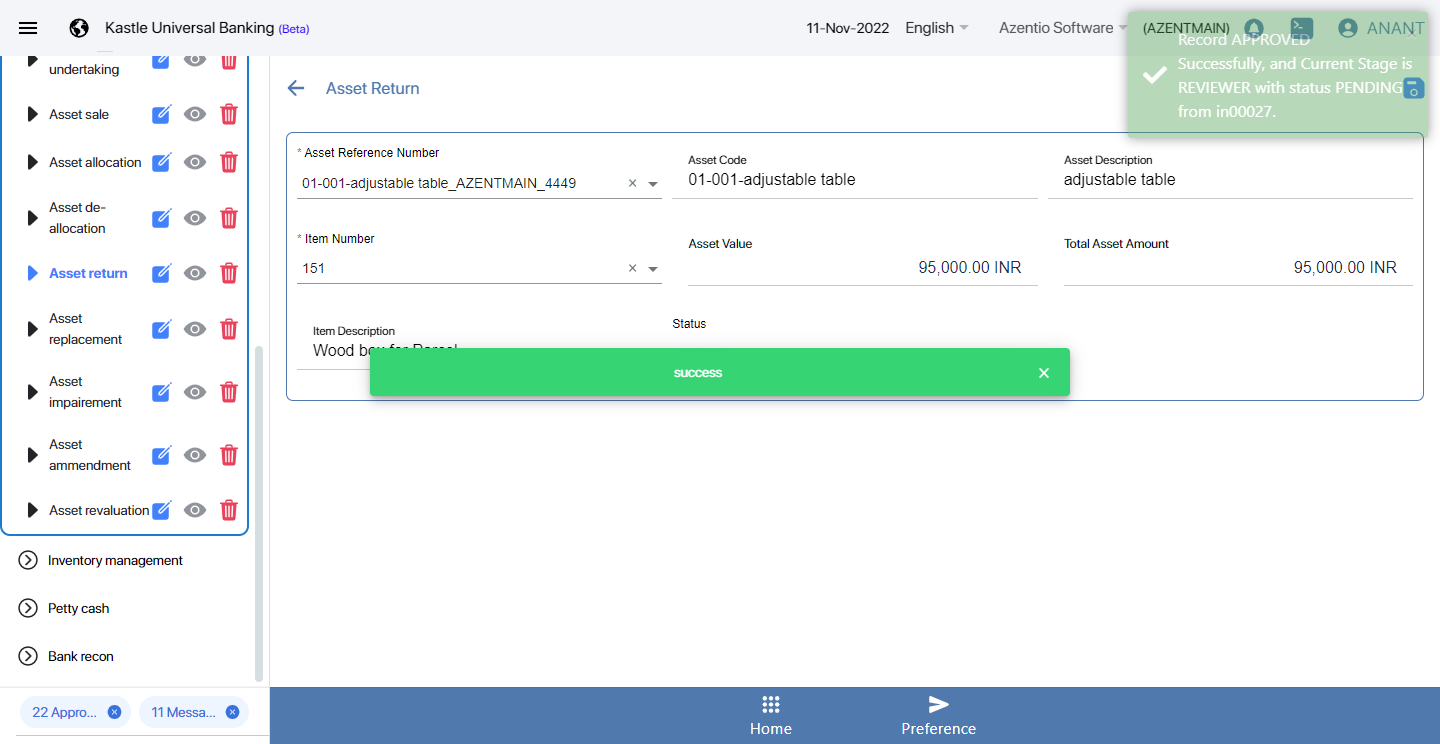 Kastle Universal Banking (Beta)
11-Nov-2022
English
Azentio Software
(AZENTMAIN)
ANANT
Record APPROVED
Successfully, and Current Stage is
REVIEWER with status PENDING
from in00027.
undertaking
Asset sale
Asset allocation
Asset de-
allocation
Asset return
Asset
replacement
Asset
impairement
Asset
ammendment
Asset revaluation
Inventory management
Petty cash
Bank recon
22 Appro...
11 Messa...
Asset Return
* Asset Reference Number
01-001-adjustable table_AZENTMAIN_4449
Asset Code
01-001-adjustable table
Asset Description
adjustable table
* Item Number
151
Asset Value
95,000.00 INR
Total Asset Amount
95,000.00 INR
Item Description
Wood box for Parcel
Status
success
Home
Preference